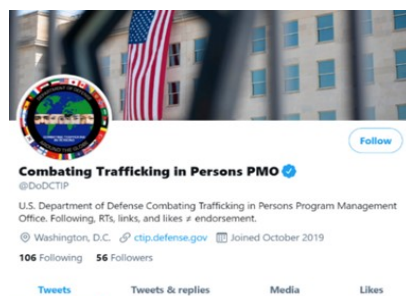 Follow
Combating Trafficking in Persons PMO
@DoDCTIP
U.S. Department of Defense Combating Trafficking in Persons Program Management
Office. Following, RTs, links, and likes ≠ endorsement.
Washington, D.C. ctip.defense.gov Joined October 2019
106 Following 56 Followers
Tweets Tweets & replies Media Likes